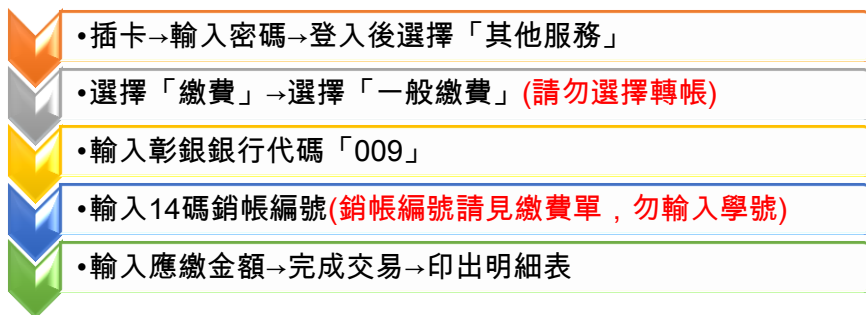 •插卡→輸入密碼→登入後選擇「其他服務」
•選擇「繳費」→選擇「一般繳費」(請勿選擇轉帳)
•輸入彰銀銀行代碼「009」
•輸入14碼銷帳編號(銷帳編號請見繳費單，勿輸入學號)
•輸入應繳金額→完成交易→印出明細表